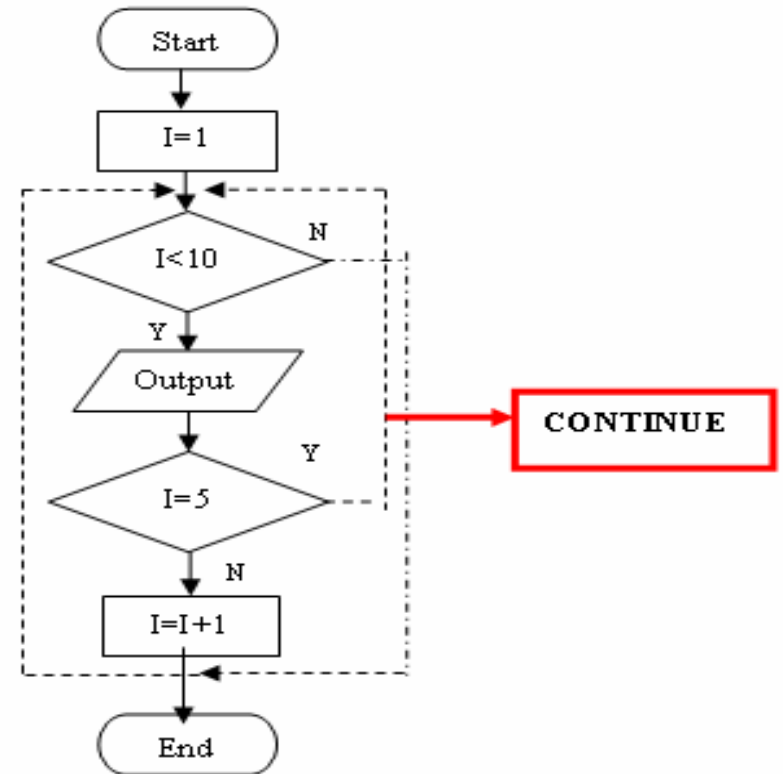 Start
I=1
I<10
N
Y
Output
Y
I=5
N
I=I+1
End
CONTINUE